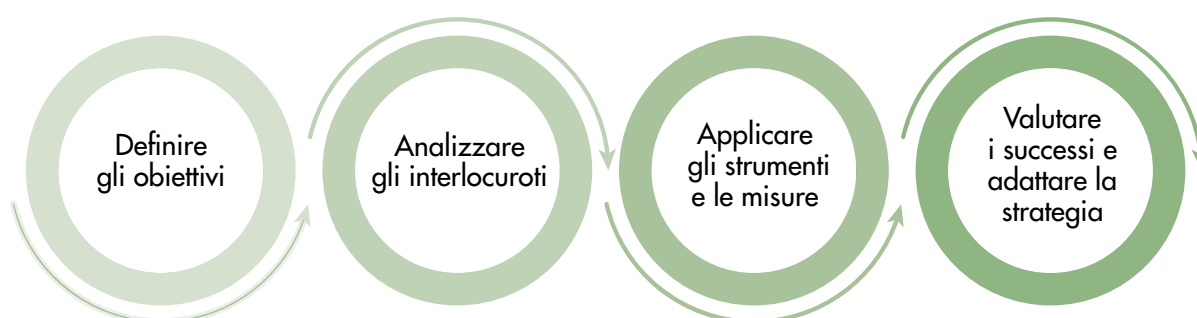 Definire
gli obiettivi
Analizzare
gli interlocuroti
Applicare
gli strumenti
e le misure
Valutare
i successi e
adattare la
strategia